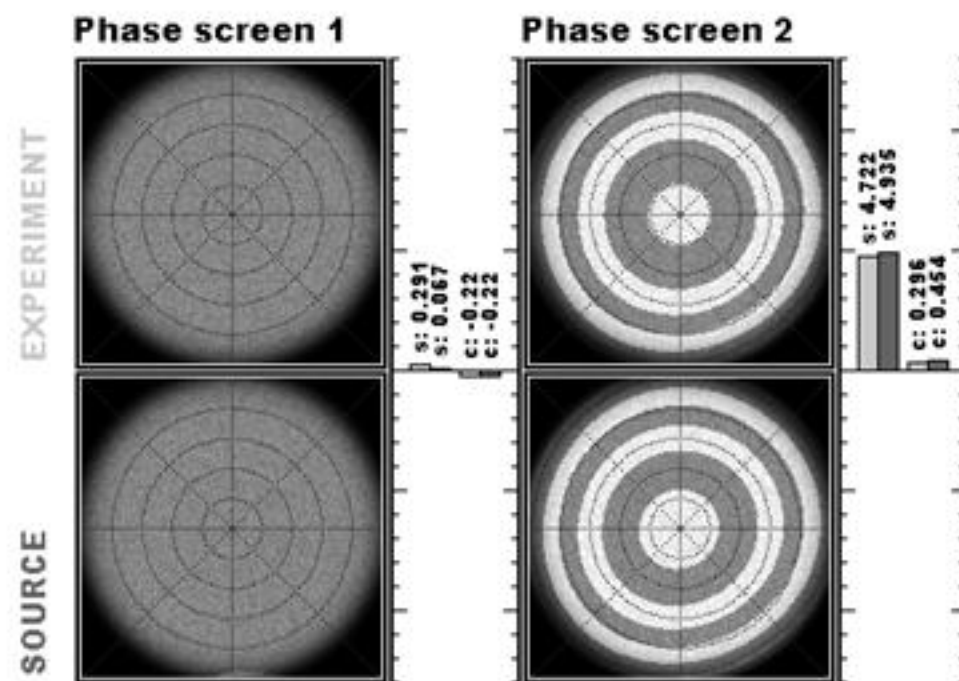 Phase screen 1
Phase screen 2
EXPERIMENT
s: 0.291
s: 0.067
c: -0.22
c: -0.22
s: 4.722
s: 4.935
c: 0.296
c: 0.454
SOURCE